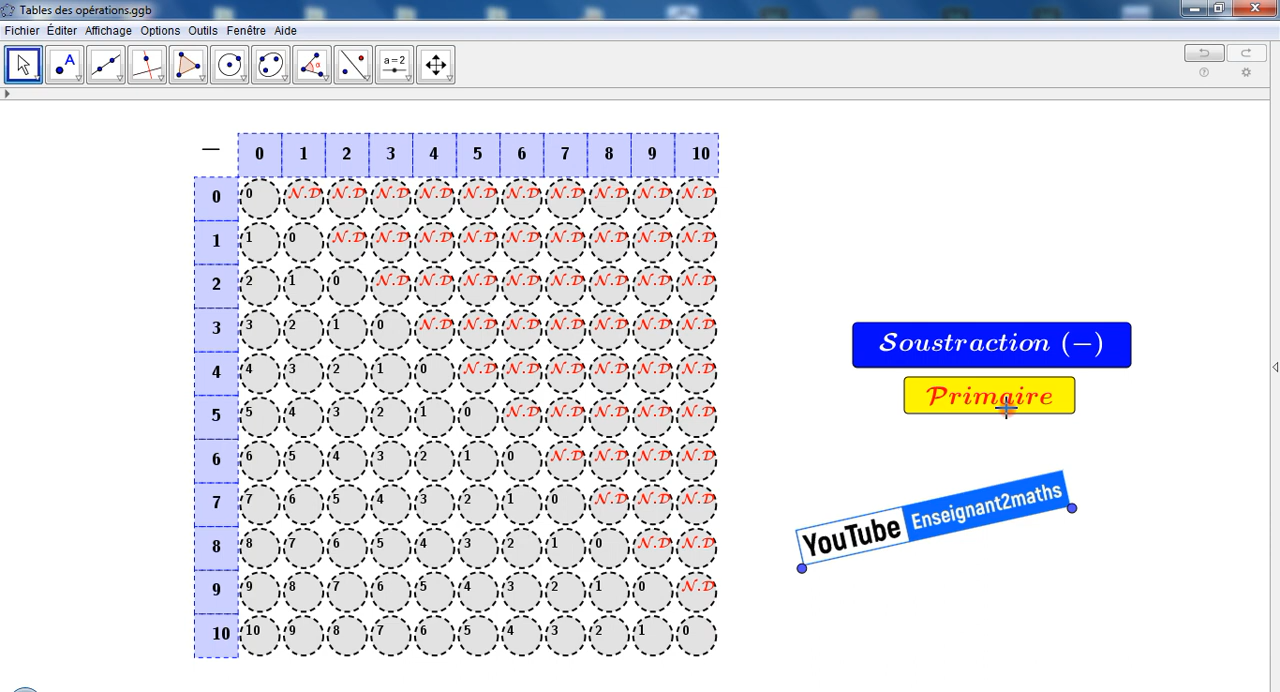 Tables des opérations.ggb
Fichier Éditer Affichage Options Outils Fenêtre Aide
A α a=2
— 0 1 2 3 4 5 6 7 8 9 10
0 0 N.D N.D N.D N.D N.D N.D N.D N.D N.D N.D
1 1 0 N.D N.D N.D N.D N.D N.D N.D N.D N.D
2 2 1 0 N.D N.D N.D N.D N.D N.D N.D N.D
3 3 2 1 0 N.D N.D N.D N.D N.D N.D N.D
4 4 3 2 1 0 N.D N.D N.D N.D N.D N.D
5 5 4 3 2 1 0 N.D N.D N.D N.D N.D
6 6 5 4 3 2 1 0 N.D N.D N.D N.D
7 7 6 5 4 3 2 1 0 N.D N.D N.D
8 8 7 6 5 4 3 2 1 0 N.D N.D
9 9 8 7 6 5 4 3 2 1 0 N.D
10 10 9 8 7 6 5 4 3 2 1 0
Soustraction (−)
Primaire
YouTube Enseignant2maths